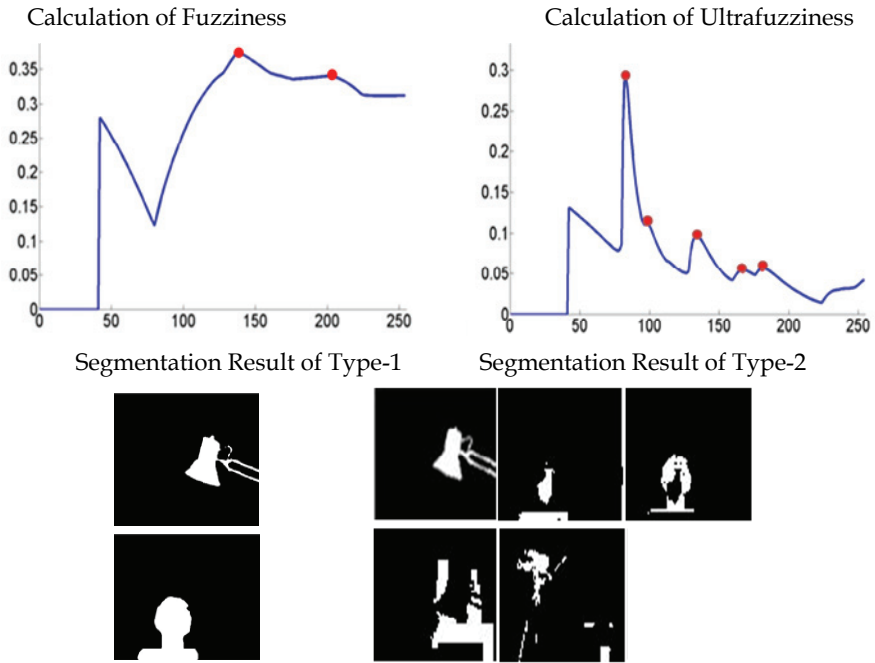 Calculation of Fuzziness
0.35
0.3
0.25
0.2
0.15
0.1
0.05
0
0 50 100 150 200 250
Calculation of Ultrafuzziness
0.3
0.25
0.2
0.15
0.1
0.05
0
0 50 100 150 200 250
Segmentation Result of Type-1
Segmentation Result of Type-2